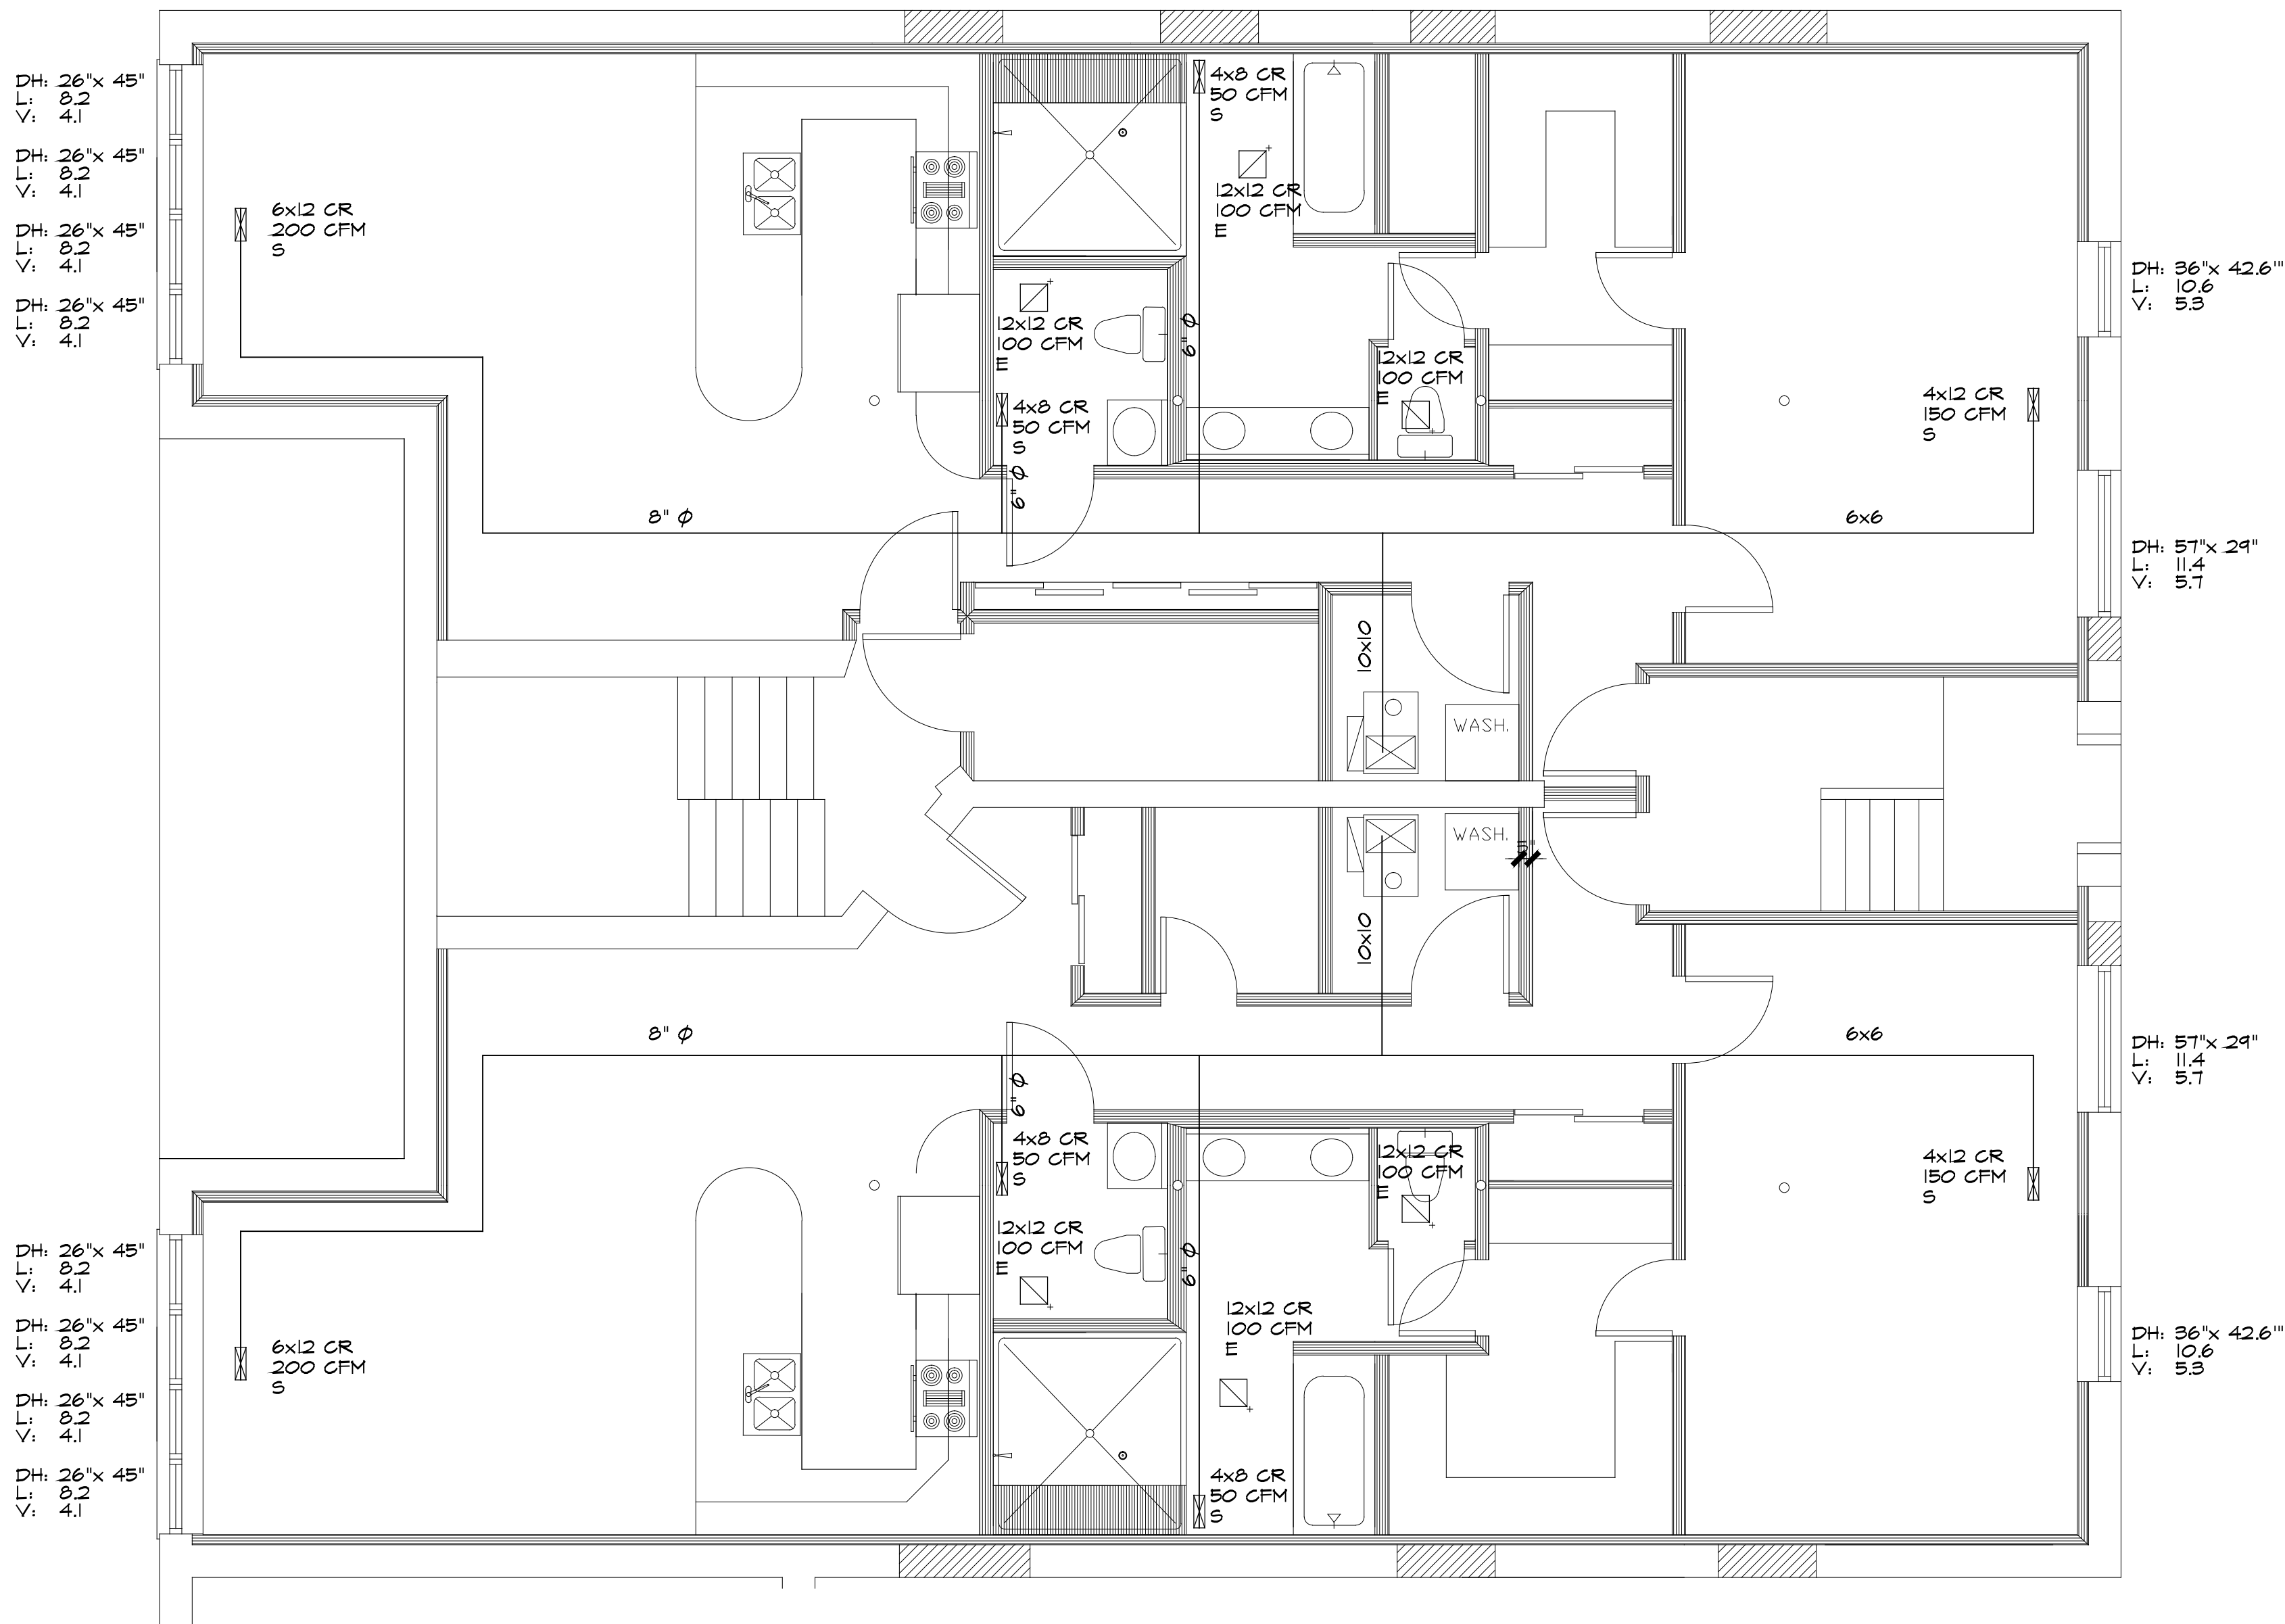 DH: 26"x 45"
L: 8.2
V: 4.1
DH: 26"x 45"
L: 8.2
V: 4.1
DH: 26"x 45"
L: 8.2
V: 4.1
DH: 26"x 45"
L: 8.2
V: 4.1
6x12 CR
200 CFM
S
4x8 CR
50 CFM
S
12x12 CR
100 CFM
E
12x12 CR
100 CFM
E
6" Ø
12x12 CR
100 CFM
E
4x8 CR
50 CFM
S
6" Ø
DH: 36"x 42.6'"
L: 10.6
V: 5.3
4x12 CR
150 CFM
S
8" Ø
6x6
DH: 57"x 29"
L: 11.4
V: 5.7
10x10
WASH.
WASH.
5"
10x10
8" Ø
6x6
DH: 57"x 29"
L: 11.4
V: 5.7
6" Ø
4x8 CR
50 CFM
S
12x12 CR
100 CFM
E
4x12 CR
150 CFM
S
12x12 CR
100 CFM
E
6" Ø
12x12 CR
100 CFM
E
DH: 36"x 42.6'"
L: 10.6
V: 5.3
DH: 26"x 45"
L: 8.2
V: 4.1
DH: 26"x 45"
L: 8.2
V: 4.1
DH: 26"x 45"
L: 8.2
V: 4.1
DH: 26"x 45"
L: 8.2
V: 4.1
6x12 CR
200 CFM
S
4x8 CR
50 CFM
S